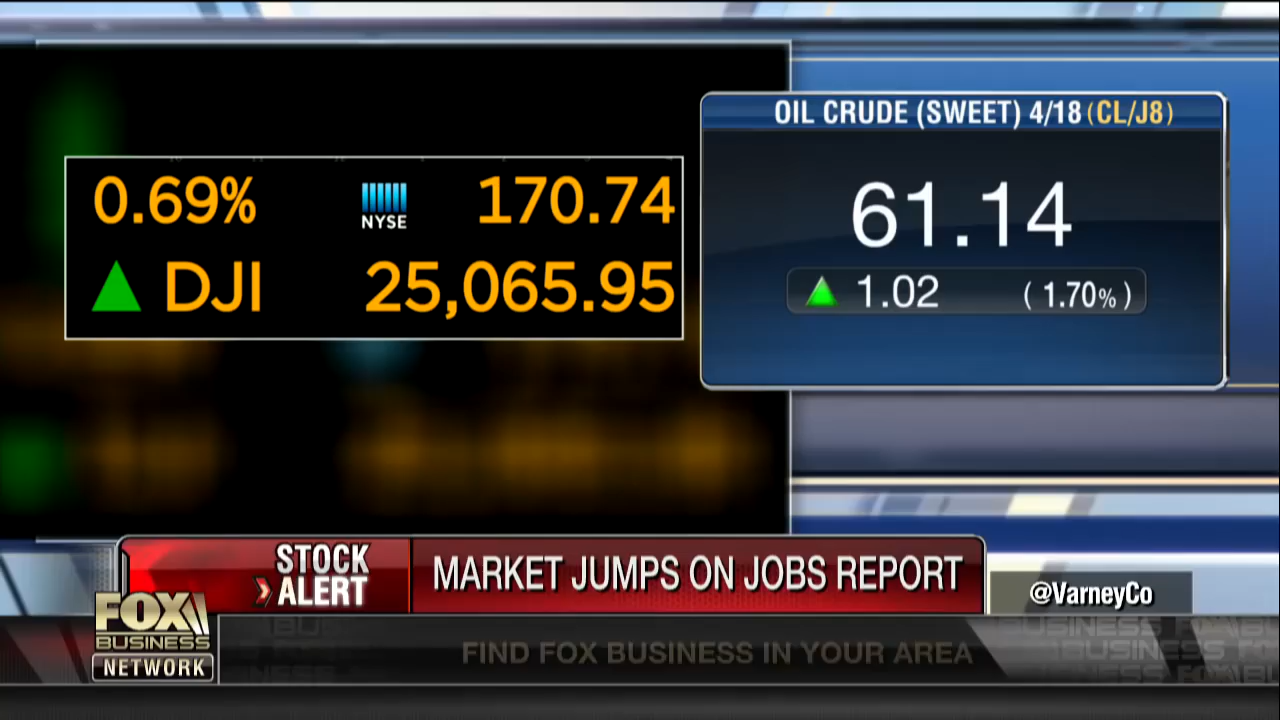 OIL CRUDE (SWEET) 4/18 (CL/J8)
0.69% NYSE 170.74
DJI 25,065.95
61.14
1.02 (1.70%)
STOCK ALERT
MARKET JUMPS ON JOBS REPORT
@VarneyCo
FOX
BUSINESS
NETWORK
FIND FOX BUSINESS IN YOUR AREA